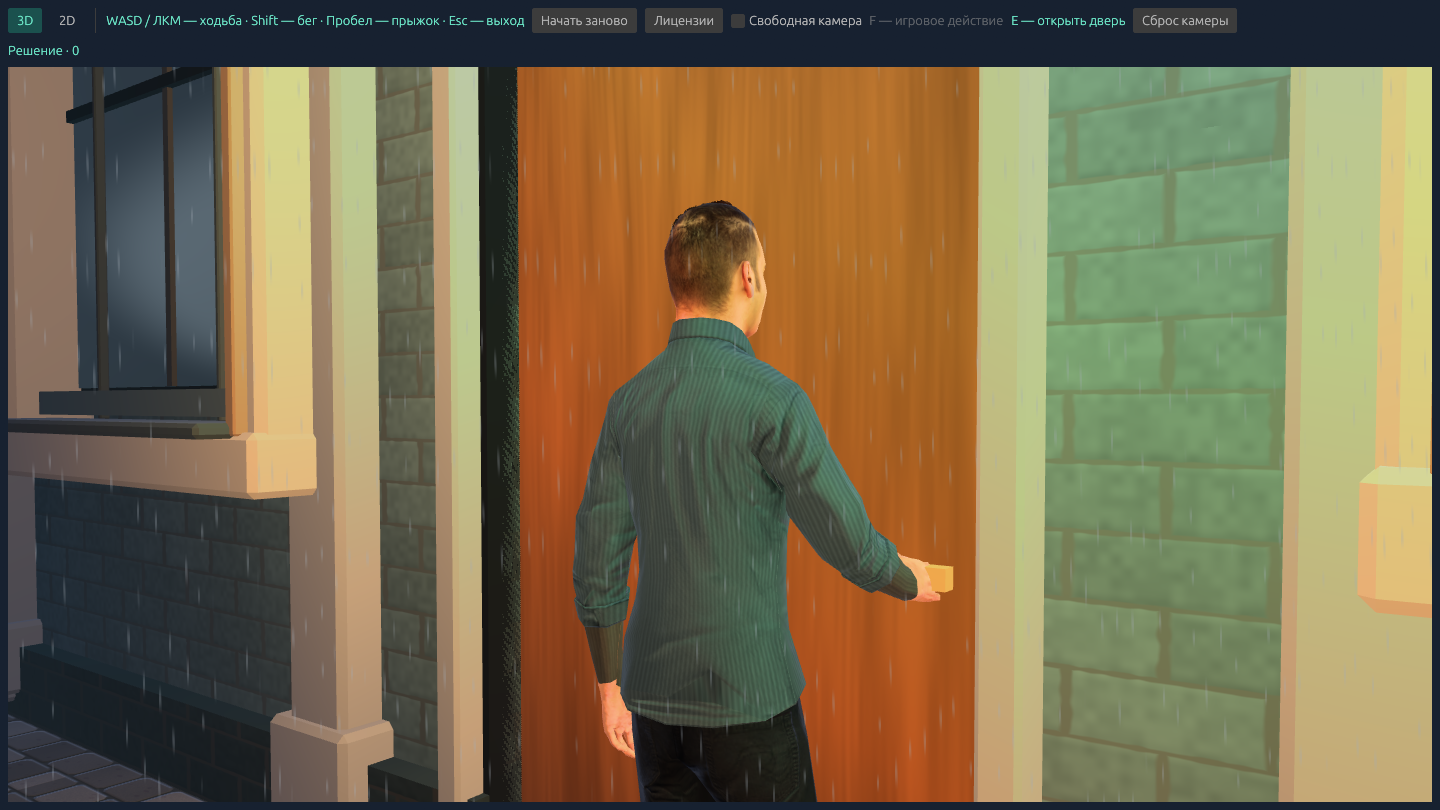 3D 2D WASD / ЛКМ — ходьба · Shift — бег · Пробел — прыжок · Esc — выход Начать заново Лицензии Свободная камера F — игровое действие E — открыть дверь Сброс камеры
Решение · 0